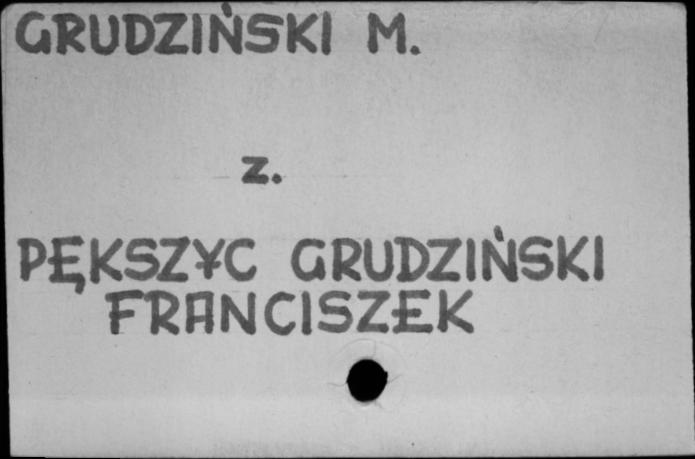 GRUDZIŃSKI M.
z.
PĘKSZYC GRUDZIŃSKI
FRANCISZEK